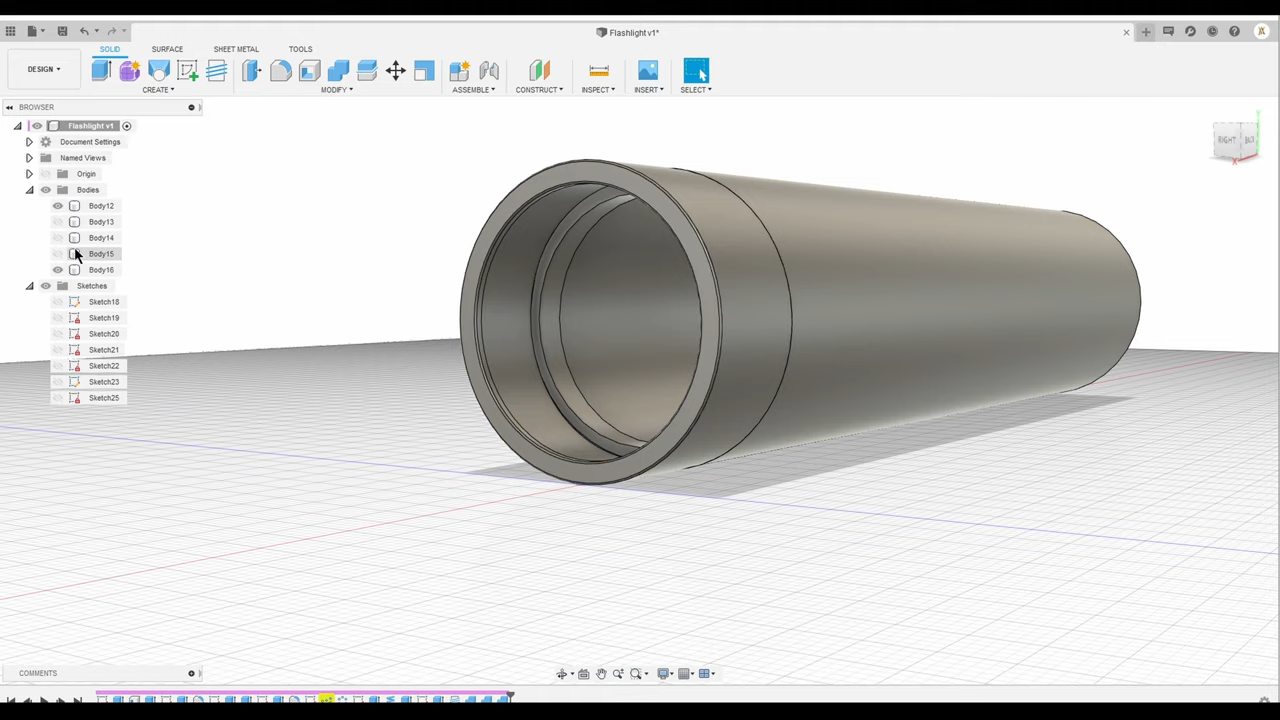 Flashlight v1*
DESIGN
SOLID SURFACE SHEET METAL TOOLS
CREATE MODIFY ASSEMBLE CONSTRUCT INSPECT INSERT SELECT
BROWSER
Flashlight v1
Document Settings
Named Views
Origin
Bodies
Body12
Body13
Body14
Body15
Body16
Sketches
Sketch18
Sketch19
Sketch20
Sketch21
Sketch22
Sketch23
Sketch25
RIGHT
BACK
X
COMMENTS